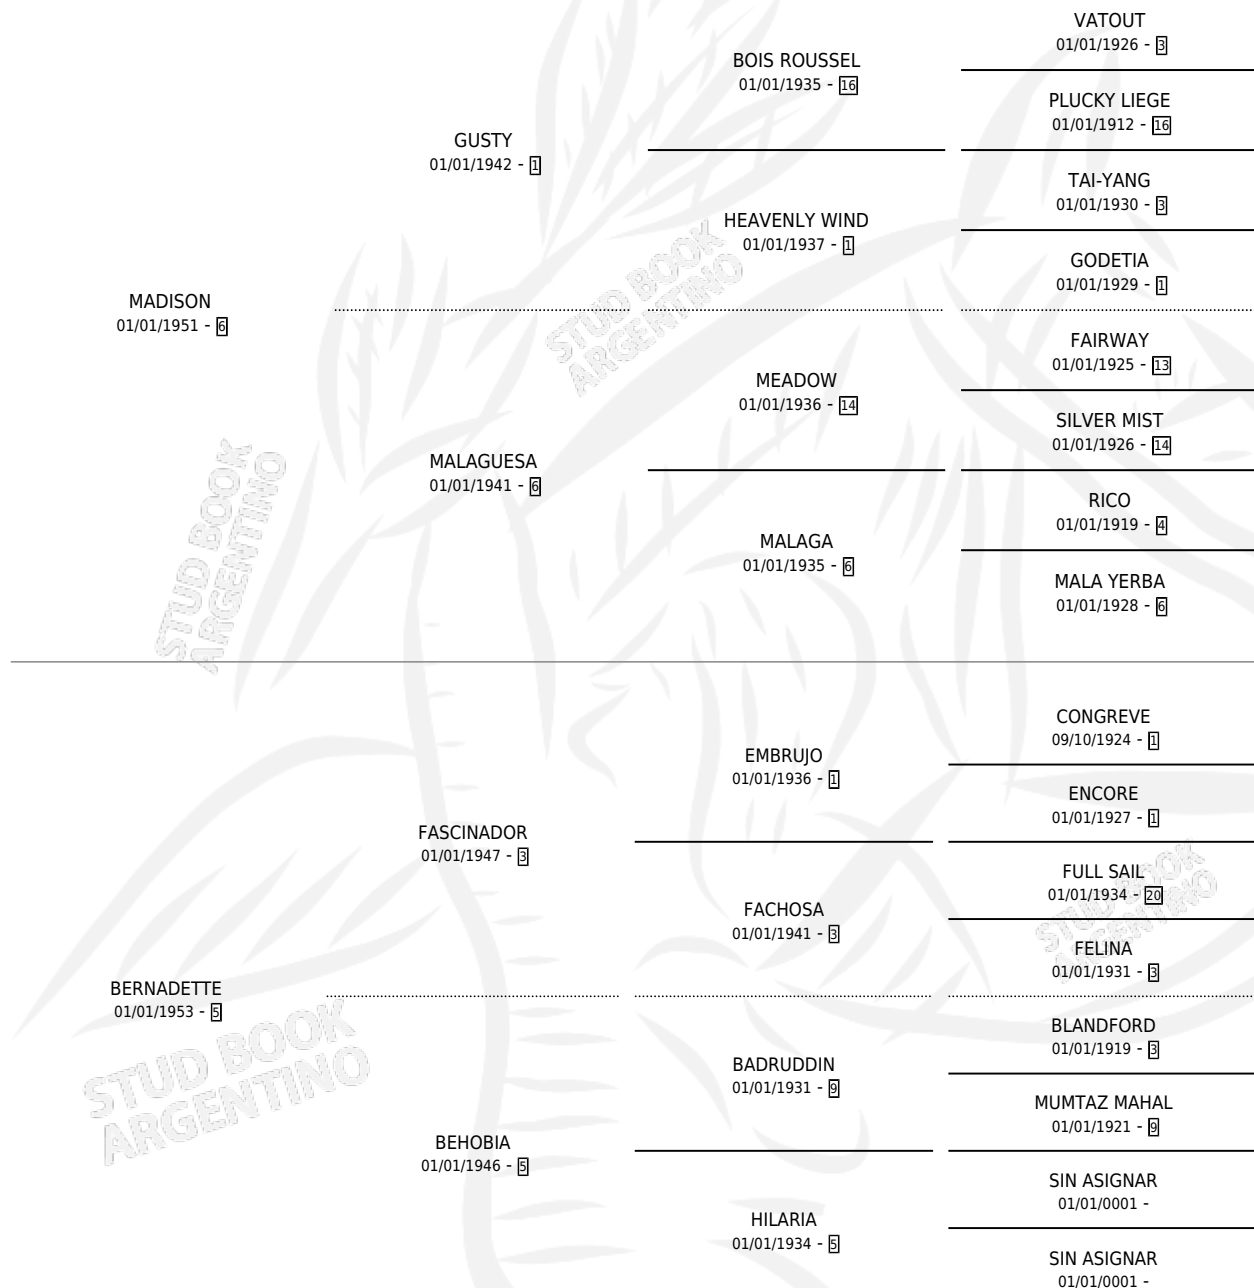 VATOUT
01/01/1926 - 3
BOIS ROUSSEL
01/01/1935 - 16
PLUCKY LIEGE
01/01/1912 - 16
GUSTY
01/01/1942 - 1
TAI-YANG
01/01/1930 - 3
HEAVENLY WIND
01/01/1937 - 1
GODETIA
01/01/1929 - 1
MADISON
01/01/1951 - 6
FAIRWAY
01/01/1925 - 13
MEADOW
01/01/1936 - 14
SILVER MIST
01/01/1926 - 14
MALAGUESA
01/01/1941 - 6
RICO
01/01/1919 - 4
MALAGA
01/01/1935 - 6
MALA YERBA
01/01/1928 - 6
CONGREVE
09/10/1924 - 1
EMBRUJO
01/01/1936 - 1
ENCORE
01/01/1927 - 1
FASCINADOR
01/01/1947 - 3
FULL SAIL
01/01/1934 - 20
FACHOSA
01/01/1941 - 3
FELINA
01/01/1931 - 3
BERNADETTE
01/01/1953 - 5
BLANDFORD
01/01/1919 - 3
BADRUDDIN
01/01/1931 - 9
MUMTAZ MAHAL
01/01/1921 - 9
BEHOBIA
01/01/1946 - 5
SIN ASIGNAR
01/01/0001 -
HILARIA
01/01/1934 - 5
SIN ASIGNAR
01/01/0001 -
STUD BOOK
ARGENTINO
STUD BOOK
ARGENTINO
STUD BOOK
ARGENTINO
STUD BOOK
ARGENTINO